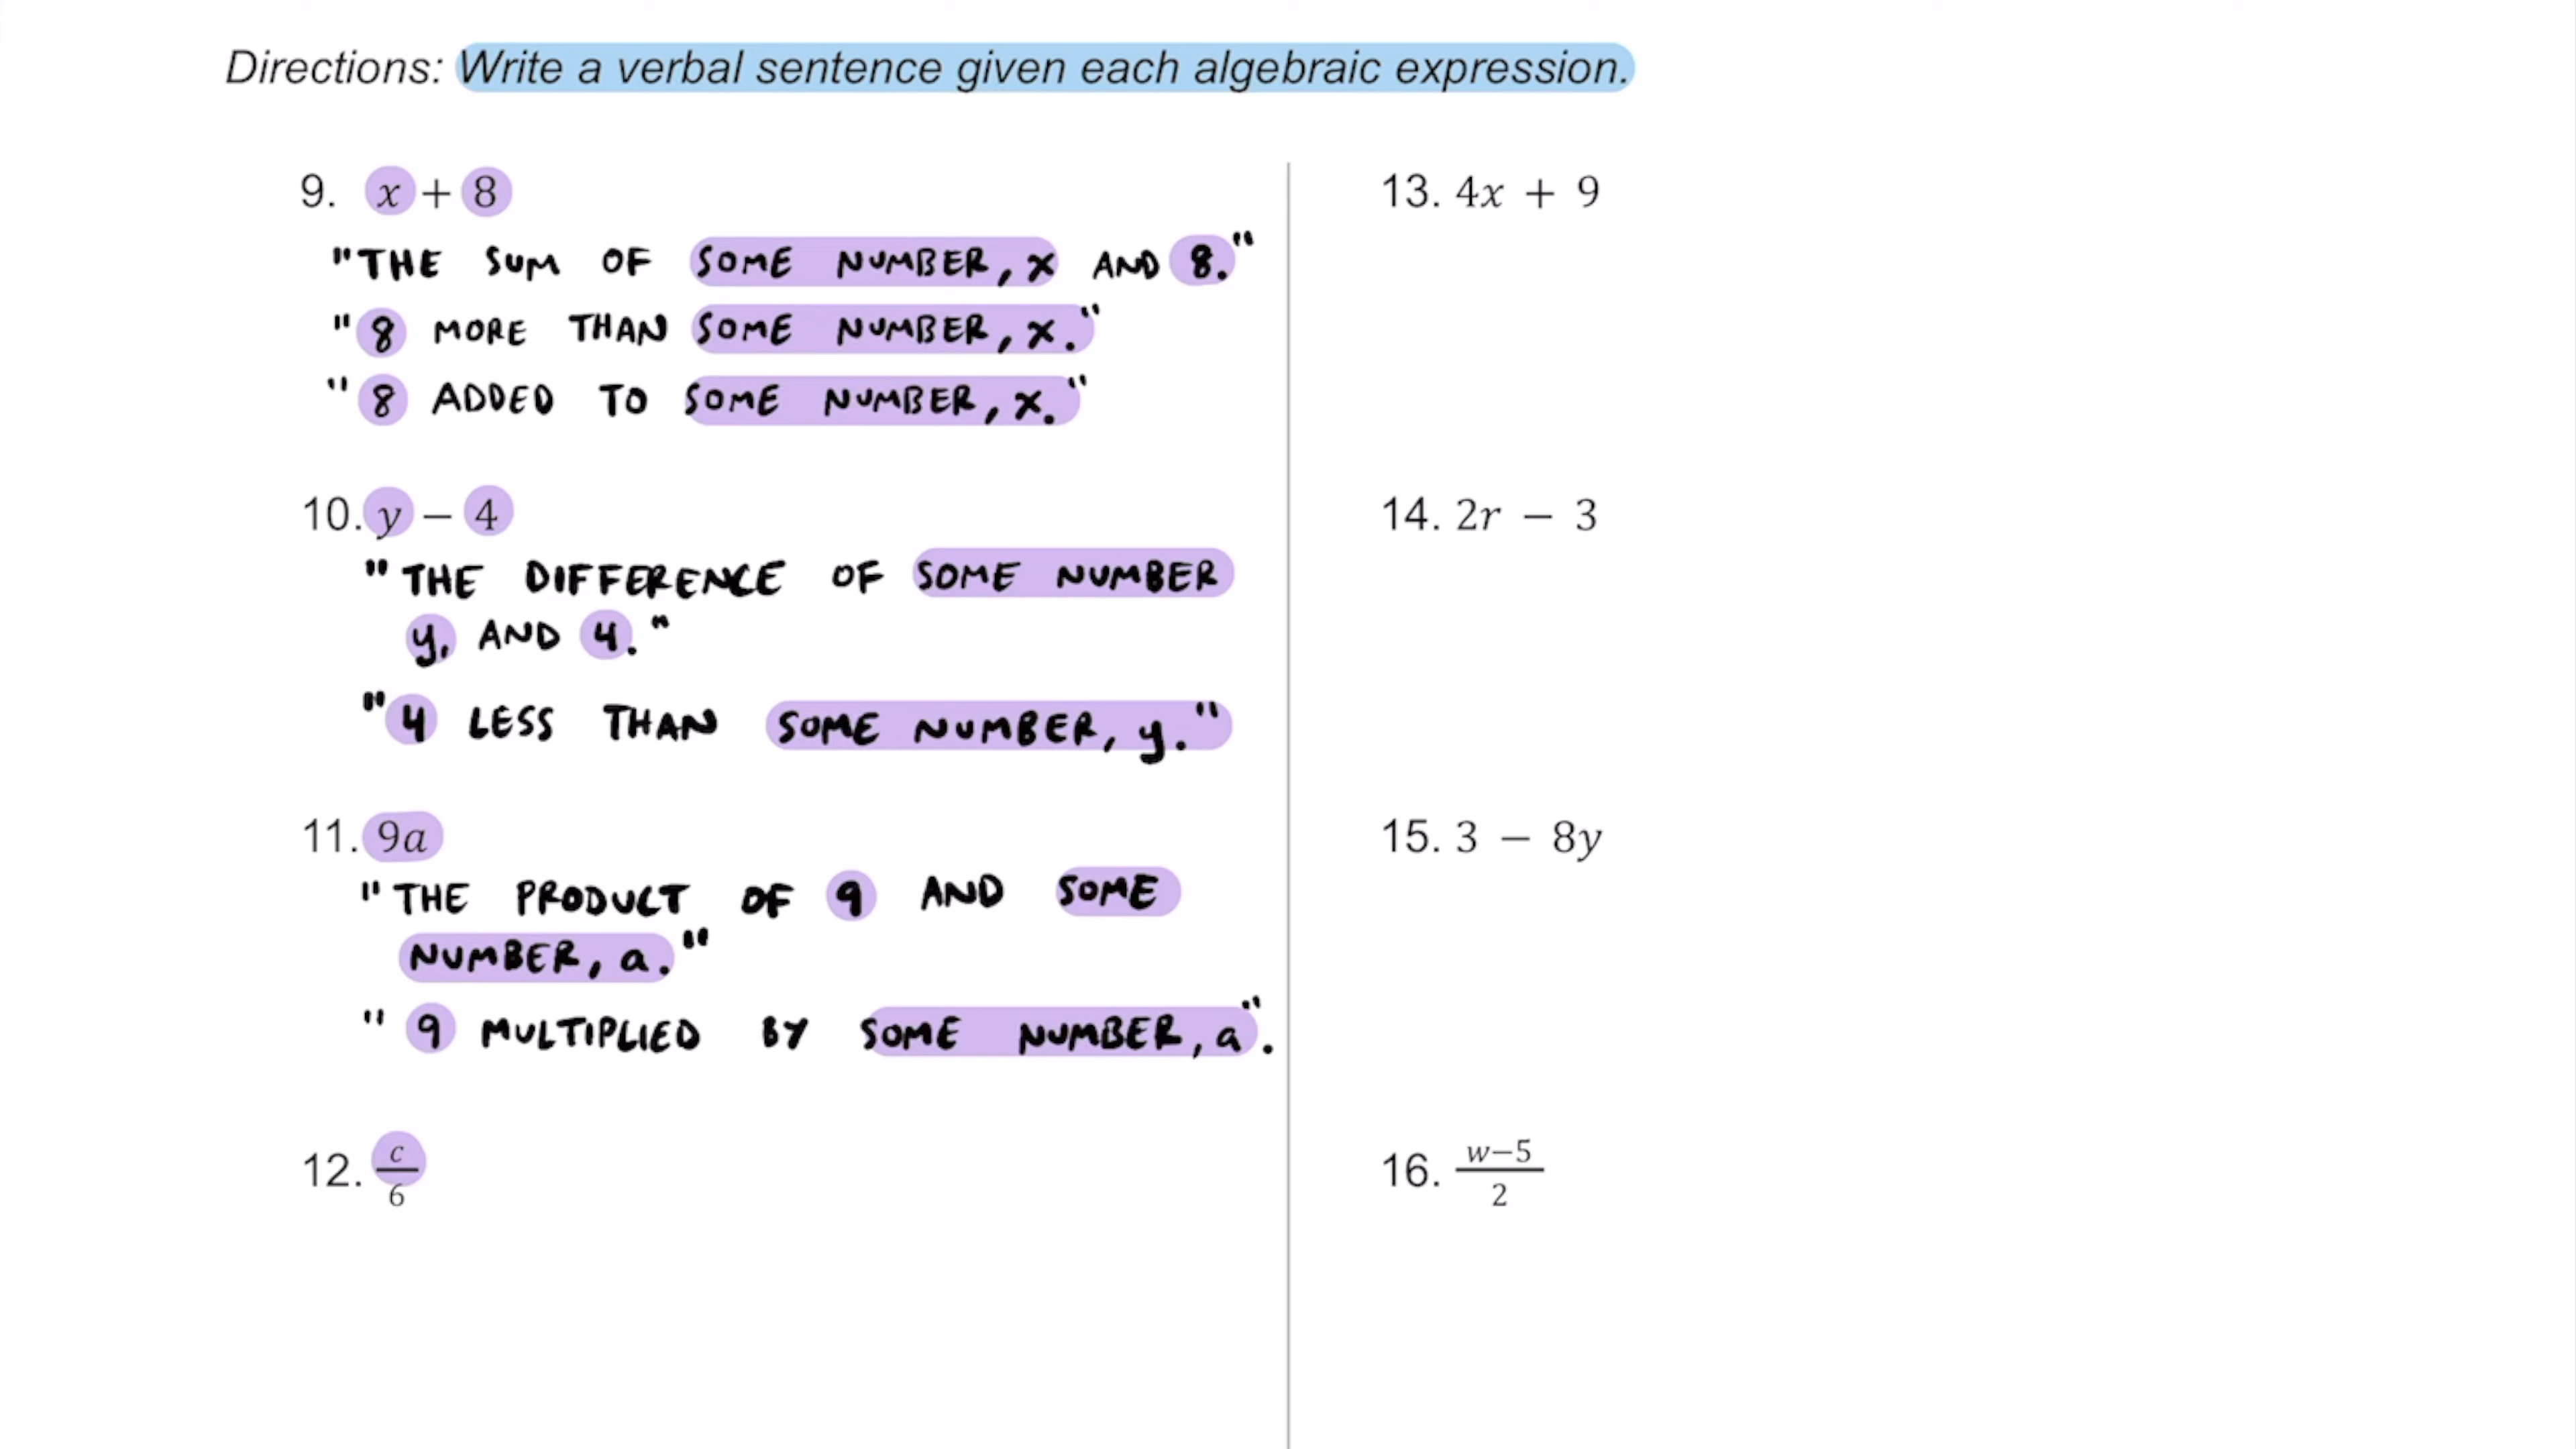 Directions: Write a verbal sentence given each algebraic expression.
9. x + 8
"THE SUM OF SOME NUMBER, x AND 8."
"8 MORE THAN SOME NUMBER, x."
"8 ADDED TO SOME NUMBER, x."
10. y − 4
"THE DIFFERENCE OF SOME NUMBER
y, AND 4."
"4 LESS THAN SOME NUMBER, y."
11. 9a
"THE PRODUCT OF 9 AND SOME
NUMBER, a."
"9 MULTIPLIED BY SOME NUMBER, a".
12. c/6
13. 4x + 9
14. 2r − 3
15. 3 − 8y
16. w−5/2